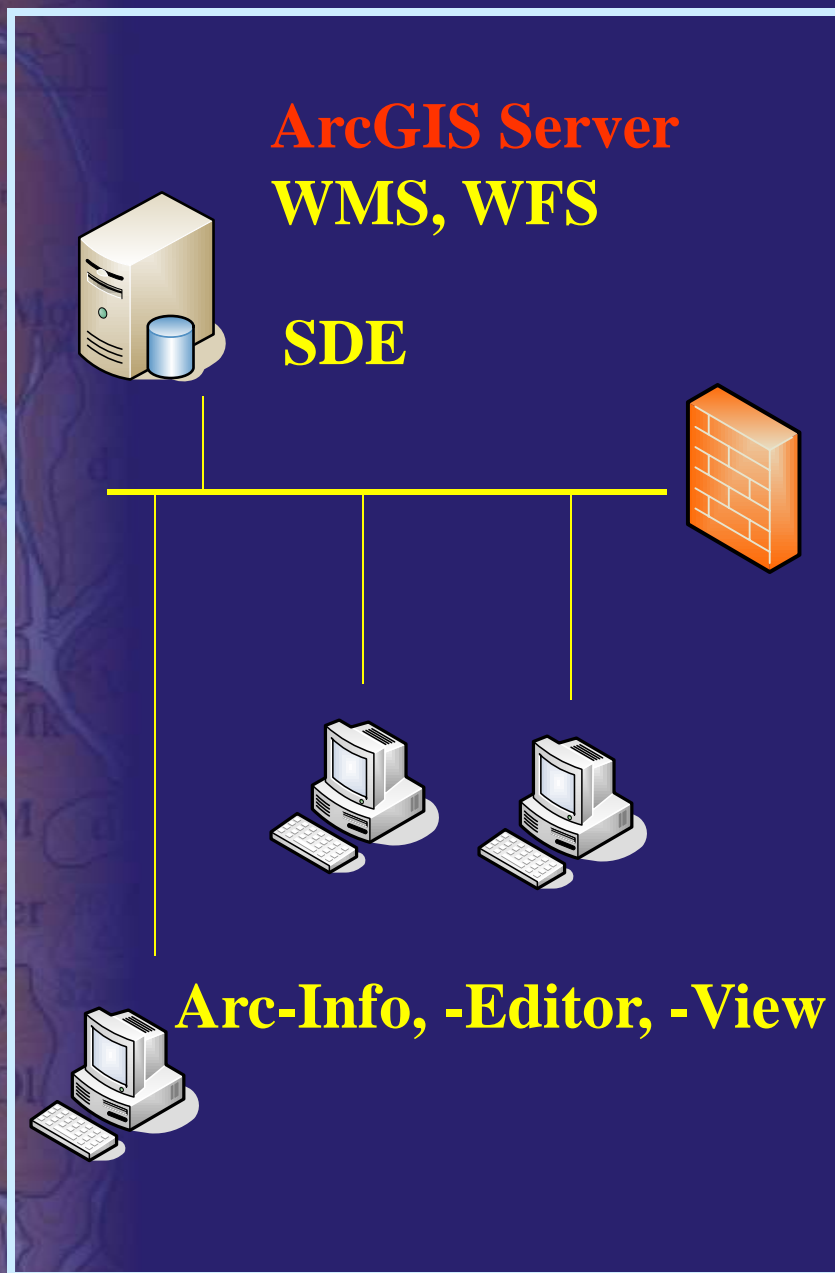 ArcGIS Server
WMS, WFS
SDE
Arc-Info, -Editor, -View